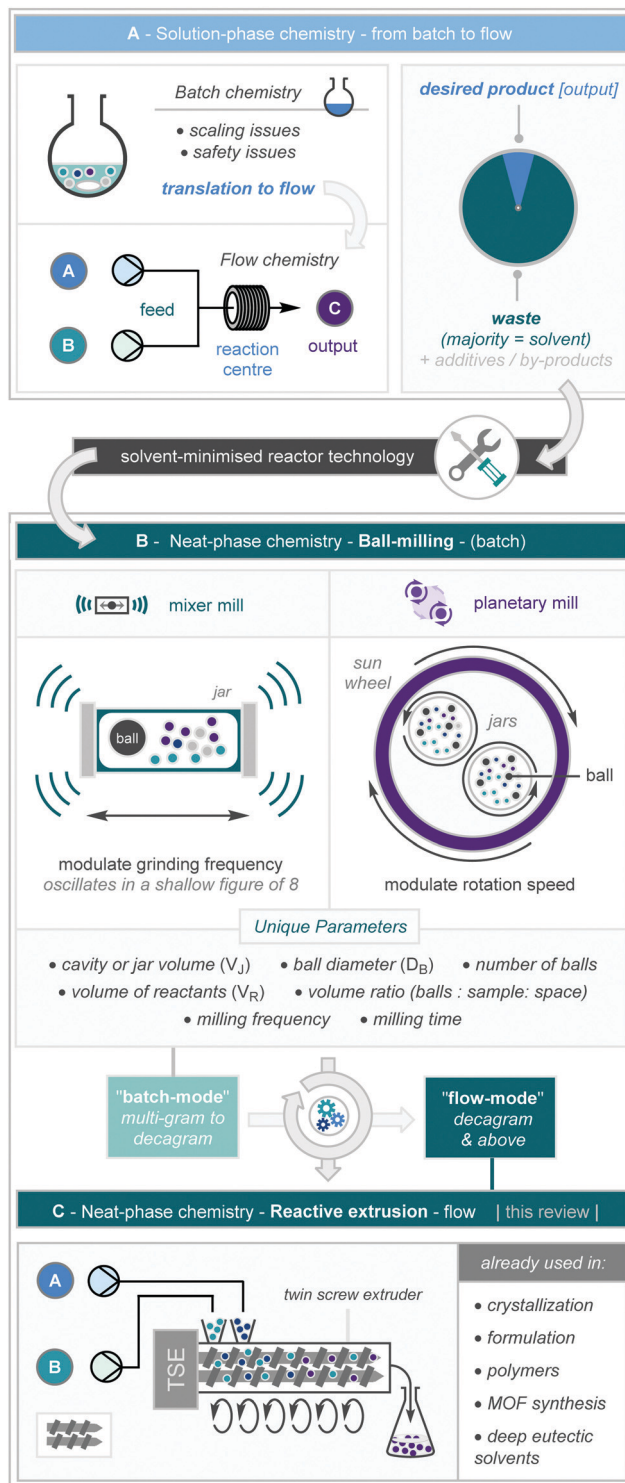 A - Solution-phase chemistry - from batch to flow
Batch chemistry
• scaling issues
• safety issues
translation to flow
desired product [output]
waste
(majority = solvent)
+ additives / by-products
A
B
feed
Flow chemistry
reaction
centre
C
output
solvent-minimised reactor technology
B - Neat-phase chemistry - Ball-milling - (batch)
mixer mill
planetary mill
jar
ball
modulate grinding frequency
oscillates in a shallow figure of 8
sun
wheel
jars
ball
modulate rotation speed
Unique Parameters
• cavity or jar volume (VJ) • ball diameter (DB) • number of balls
• volume of reactants (VR) • volume ratio (balls : sample: space)
• milling frequency • milling time
"batch-mode"
multi-gram to
decagram
"flow-mode"
decagram
& above
C - Neat-phase chemistry - Reactive extrusion - flow | this review |
A
B
twin screw extruder
TSE
already used in:
• crystallization
• formulation
• polymers
• MOF synthesis
• deep eutectic
solvents